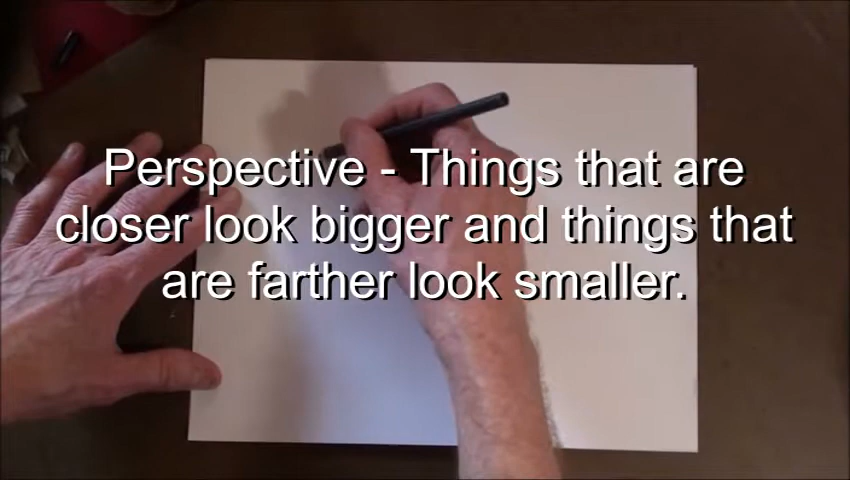 Perspective - Things that are
closer look bigger and things that
are farther look smaller.